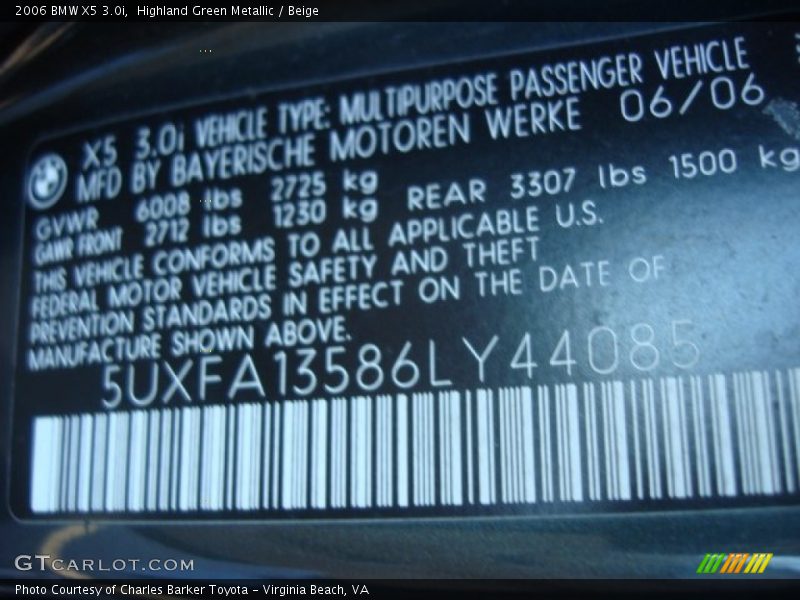 2006 BMW X5 3.0i, Highland Green Metallic / Beige
X5 3.0i VEHICLE TYPE: MULTIPURPOSE PASSENGER VEHICLE
MFD BY BAYERISCHE MOTOREN WERKE 06/06
GVWR 6008 lbs 2725 kg
GAWR FRONT 2712 lbs 1230 kg REAR 3307 lbs 1500 kg
THIS VEHICLE CONFORMS TO ALL APPLICABLE U.S.
FEDERAL MOTOR VEHICLE SAFETY AND THEFT
PREVENTION STANDARDS IN EFFECT ON THE DATE OF
MANUFACTURE SHOWN ABOVE.
5UXFA13586LY44085
GTCARLOT.COM
Photo Courtesy of Charles Barker Toyota - Virginia Beach, VA